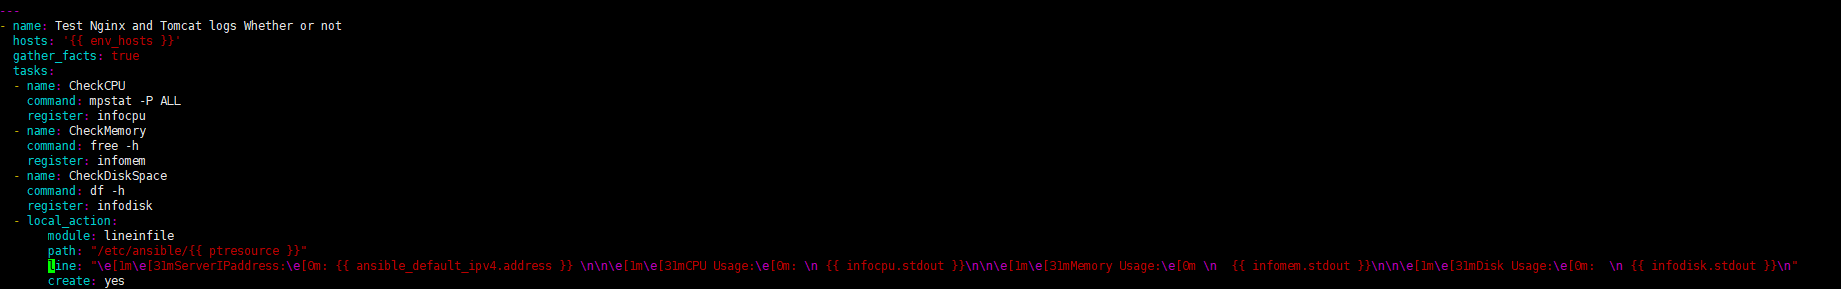 ---
- name: Test Nginx and Tomcat logs Whether or not
  hosts: '{{ env_hosts }}'
  gather_facts: true
  tasks:
  - name: CheckCPU
    command: mpstat -P ALL
    register: infocpu
  - name: CheckMemory
    command: free -h
    register: infomem
  - name: CheckDiskSpace
    command: df -h
    register: infodisk
  - local_action:
       module: lineinfile
       path: "/etc/ansible/{{ ptresource }}"
       line: "\e[1m\e[31mServerIPaddress:\e[0m: {{ ansible_default_ipv4.address }} \n\n\e[1m\e[31mCPU Usage:\e[0m: \n {{ infocpu.stdout }}\n\n\e[1m\e[31mMemory Usage:\e[0m \n  {{ infomem.stdout }}\n\n\e[1m\e[31mDisk Usage:\e[0m:  \n {{ infodisk.stdout }}\n"
       create: yes